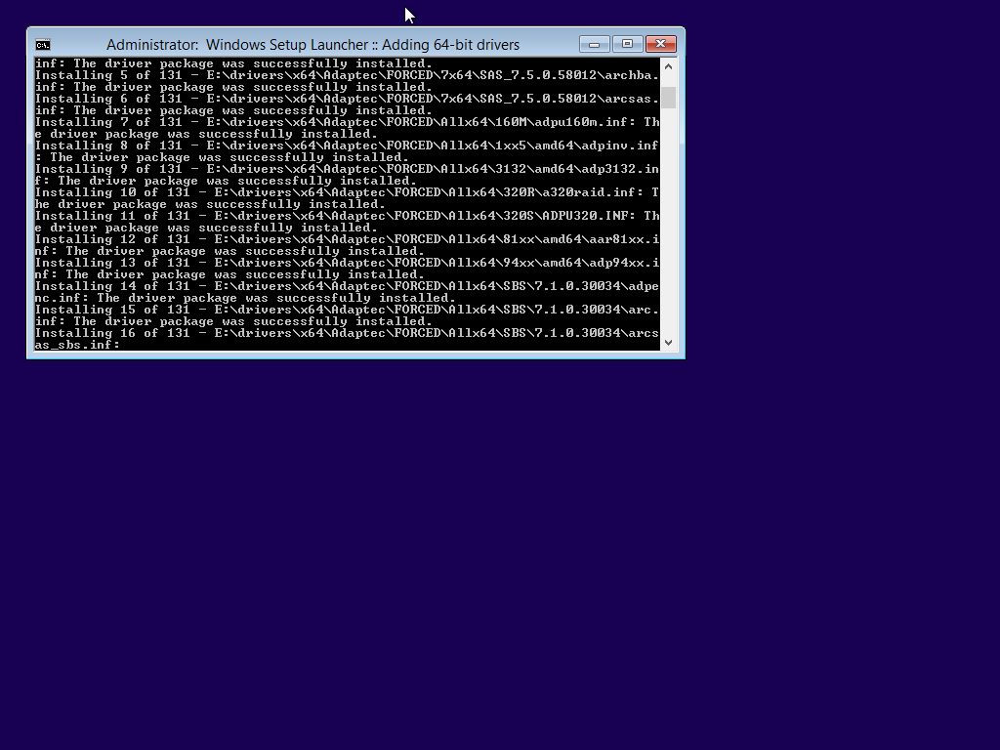 Administrator:  Windows Setup Launcher :: Adding 64-bit drivers
inf: The driver package was successfully installed.
Installing 5 of 131 - E:\drivers\x64\Adaptec\FORCED\7x64\SAS_7.5.0.58012\archba.
inf: The driver package was successfully installed.
Installing 6 of 131 - E:\drivers\x64\Adaptec\FORCED\7x64\SAS_7.5.0.58012\arcsas.
inf: The driver package was successfully installed.
Installing 7 of 131 - E:\drivers\x64\Adaptec\FORCED\Allx64\160M\adpu160m.inf: Th
e driver package was successfully installed.
Installing 8 of 131 - E:\drivers\x64\Adaptec\FORCED\Allx64\1xx5\amd64\adpinv.inf
: The driver package was successfully installed.
Installing 9 of 131 - E:\drivers\x64\Adaptec\FORCED\Allx64\3132\amd64\adp3132.in
f: The driver package was successfully installed.
Installing 10 of 131 - E:\drivers\x64\Adaptec\FORCED\Allx64\320R\a320raid.inf: T
he driver package was successfully installed.
Installing 11 of 131 - E:\drivers\x64\Adaptec\FORCED\Allx64\320S\ADPU320.INF: Th
e driver package was successfully installed.
Installing 12 of 131 - E:\drivers\x64\Adaptec\FORCED\Allx64\81xx\amd64\aar81xx.i
nf: The driver package was successfully installed.
Installing 13 of 131 - E:\drivers\x64\Adaptec\FORCED\Allx64\94xx\amd64\adp94xx.i
nf: The driver package was successfully installed.
Installing 14 of 131 - E:\drivers\x64\Adaptec\FORCED\Allx64\SBS\7.1.0.30034\adpe
nc.inf: The driver package was successfully installed.
Installing 15 of 131 - E:\drivers\x64\Adaptec\FORCED\Allx64\SBS\7.1.0.30034\arc.
inf: The driver package was successfully installed.
Installing 16 of 131 - E:\drivers\x64\Adaptec\FORCED\Allx64\SBS\7.1.0.30034\arcs
as_sbs.inf: